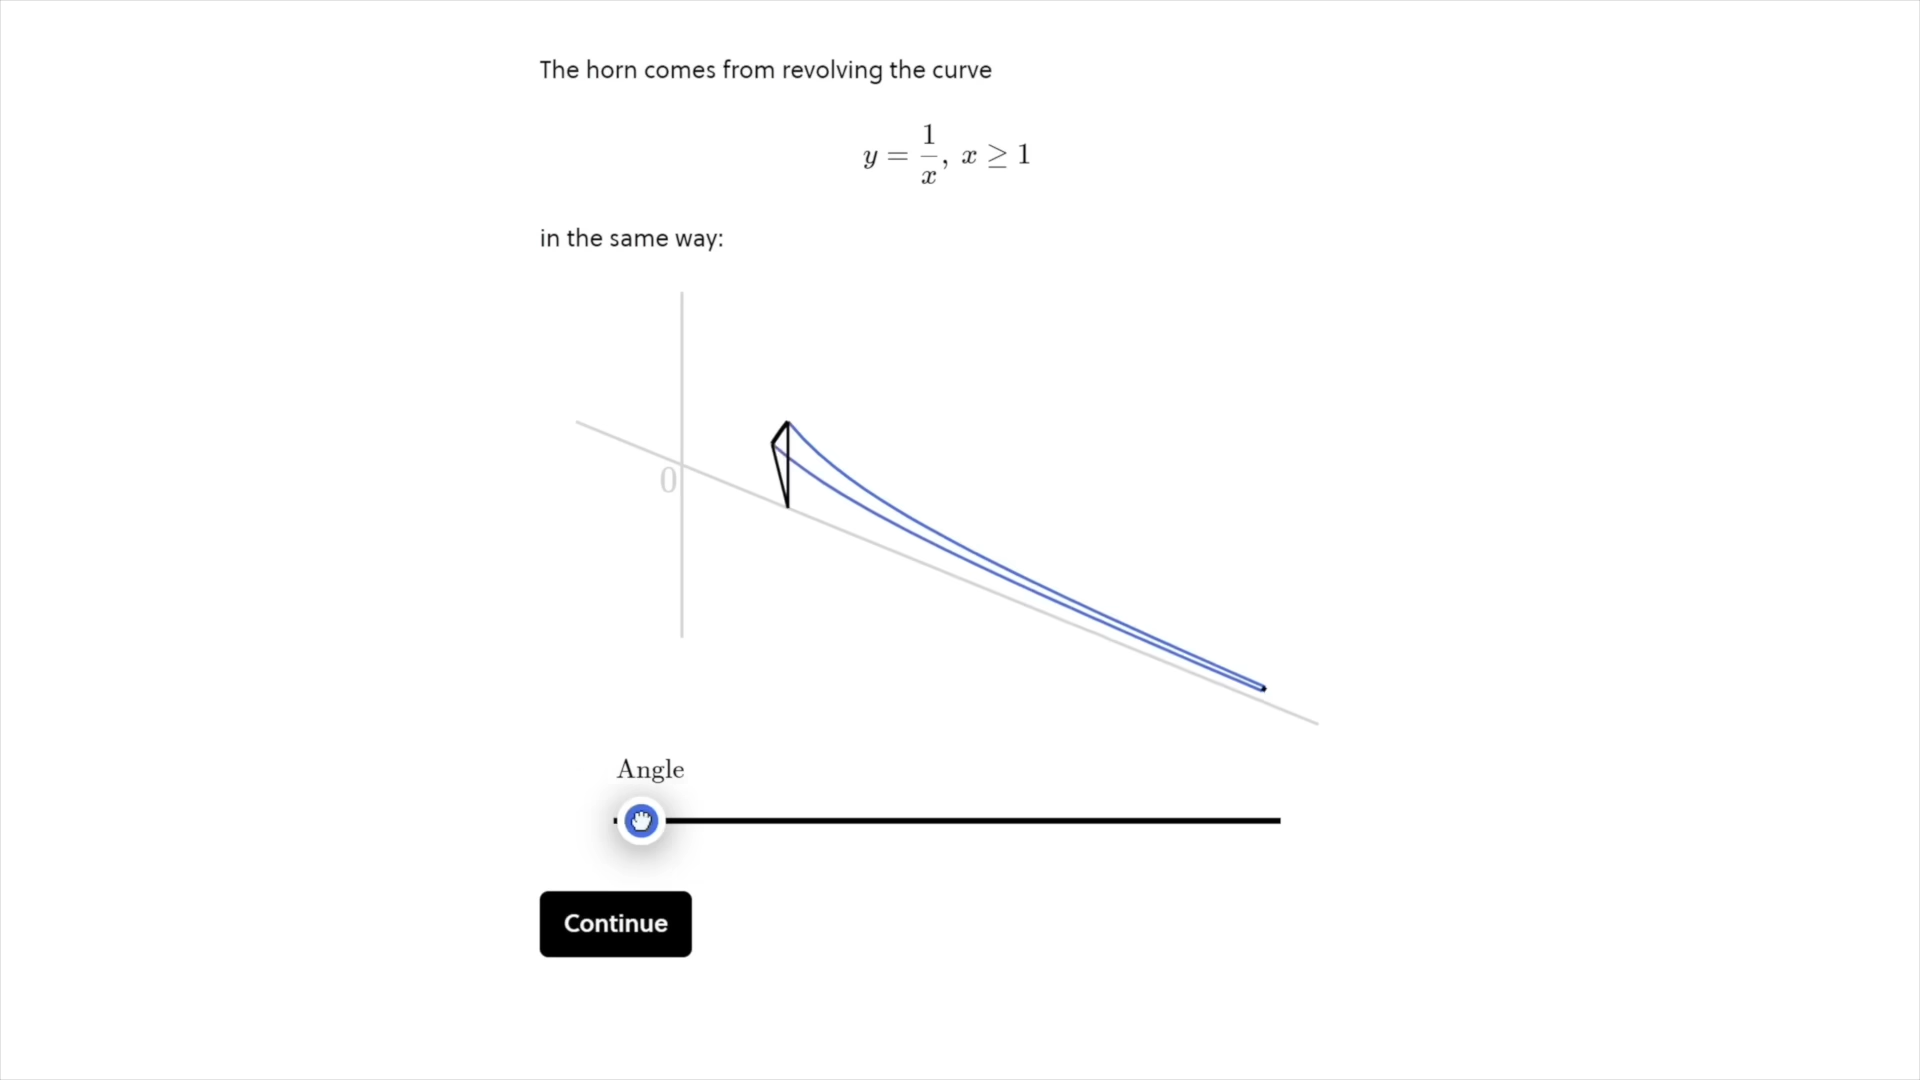 The horn comes from revolving the curve
y = 1/x, x ≥ 1
in the same way:
0
Angle
Continue